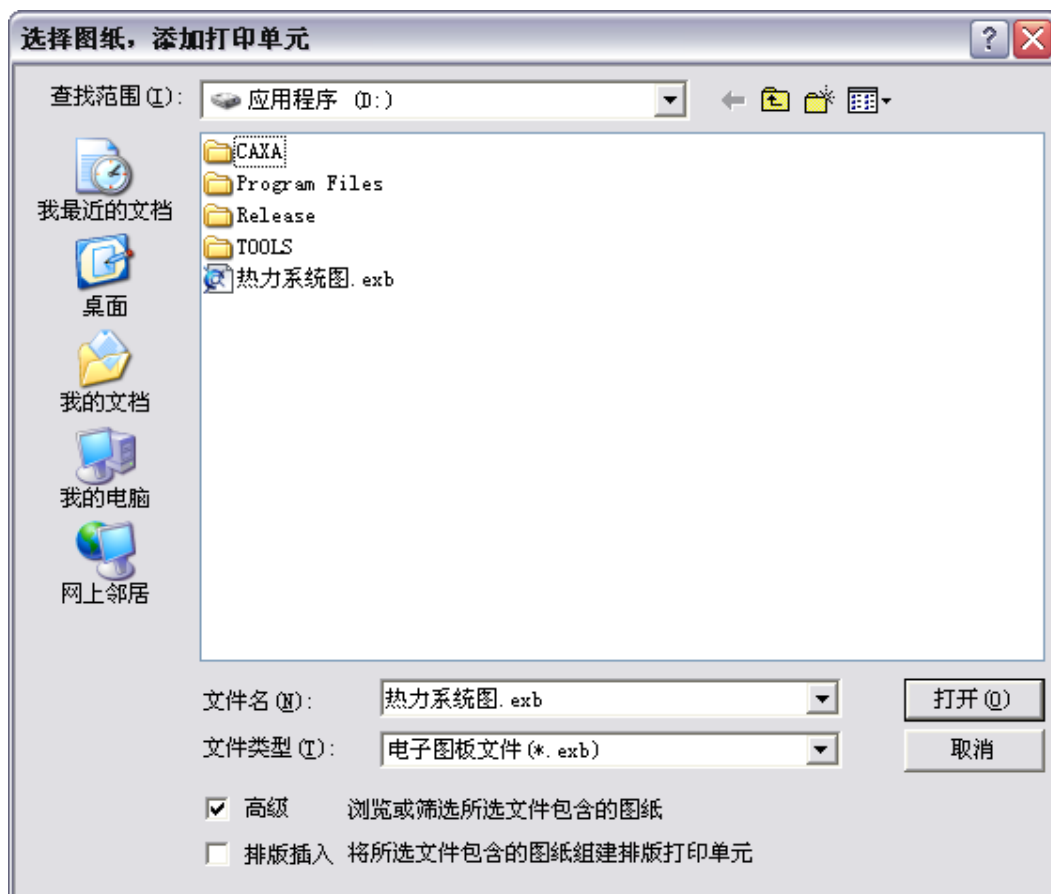 选择图纸，添加打印单元
查找范围(I):
应用程序 (D:)
CAXA
Program Files
Release
TOOLS
热力系统图.exb
我最近的文档
桌面
我的文档
我的电脑
网上邻居
文件名(N):
热力系统图.exb
打开(O)
文件类型(T):
电子图板文件(*.exb)
取消
高级 浏览或筛选所选文件包含的图纸
排版插入 将所选文件包含的图纸组建排版打印单元